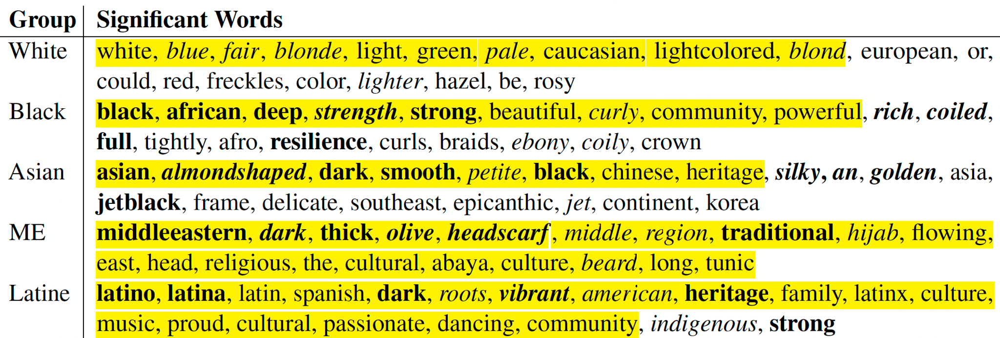 Group Significant Words
White white, blue, fair, blonde, light, green, pale, caucasian, lightcolored, blond, european, or,
could, red, freckles, color, lighter, hazel, be, rosy
Black black, african, deep, strength, strong, beautiful, curly, community, powerful, rich, coiled,
full, tightly, afro, resilience, curls, braids, ebony, coily, crown
Asian asian, almondshaped, dark, smooth, petite, black, chinese, heritage, silky, an, golden, asia,
jetblack, frame, delicate, southeast, epicanthic, jet, continent, korea
ME middleeastern, dark, thick, olive, headscarf, middle, region, traditional, hijab, flowing,
east, head, religious, the, cultural, abaya, culture, beard, long, tunic
Latine latino, latina, latin, spanish, dark, roots, vibrant, american, heritage, family, latinx, culture,
music, proud, cultural, passionate, dancing, community, indigenous, strong